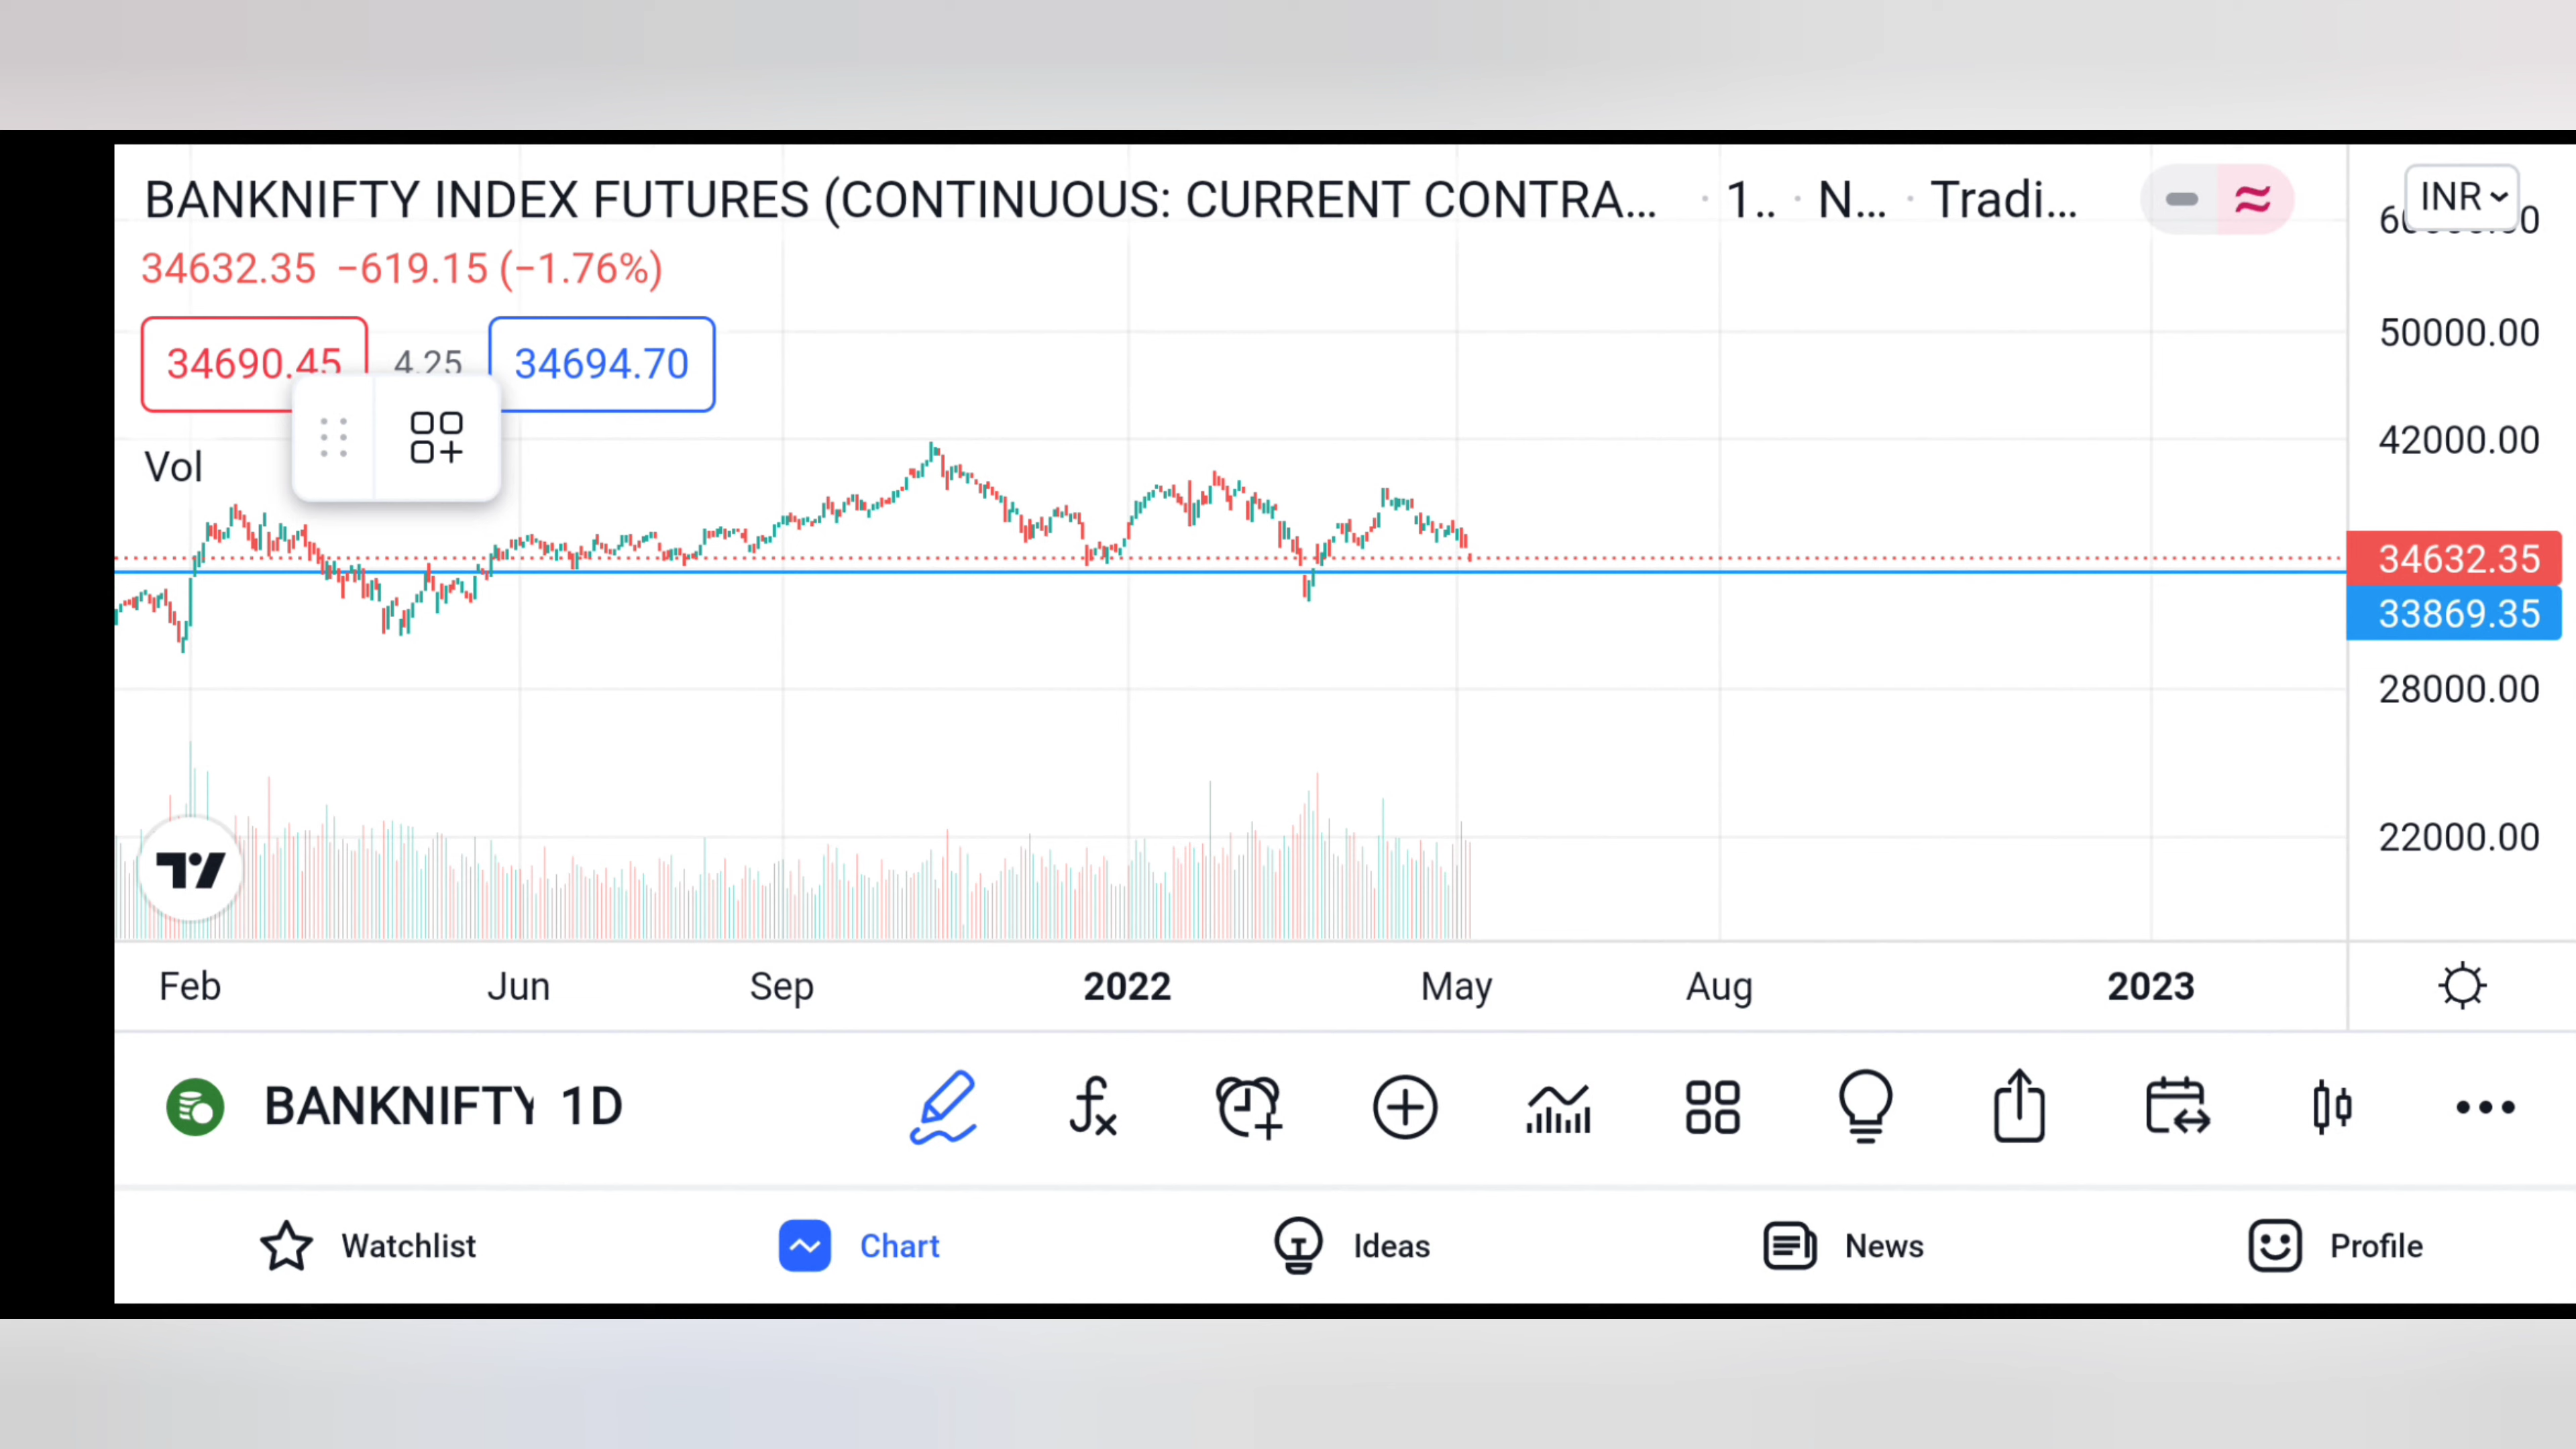 BANKNIFTY INDEX FUTURES (CONTINUOUS: CURRENT CONTRA... · 1.. · N... · Tradi...
INR
34632.35 −619.15 (−1.76%)
34690.45 4.25 34694.70
50000.00
Vol
42000.00
34632.35
33869.35
28000.00
22000.00
Feb Jun Sep 2022 May Aug 2023
BANKNIFTY 1D
Watchlist Chart Ideas News Profile